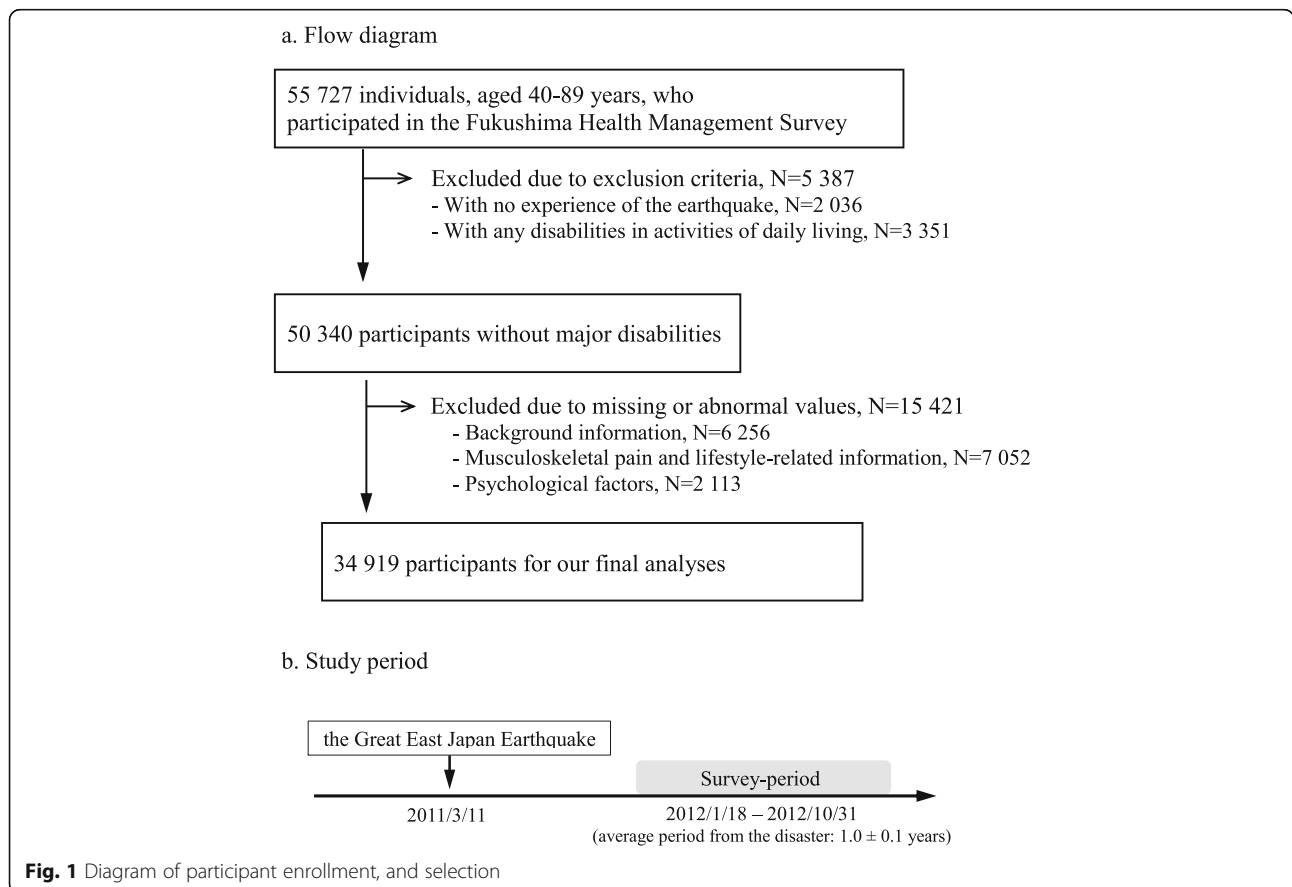 a. Flow diagram
55 727 individuals, aged 40-89 years, who
participated in the Fukushima Health Management Survey
Excluded due to exclusion criteria, N=5 387
- With no experience of the earthquake, N=2 036
- With any disabilities in activities of daily living, N=3 351
50 340 participants without major disabilities
Excluded due to missing or abnormal values, N=15 421
- Background information, N=6 256
- Musculoskeletal pain and lifestyle-related information, N=7 052
- Psychological factors, N=2 113
34 919 participants for our final analyses
b. Study period
the Great East Japan Earthquake
Survey-period
2011/3/11
2012/1/18 – 2012/10/31
(average period from the disaster: 1.0 ± 0.1 years)
Fig. 1 Diagram of participant enrollment, and selection